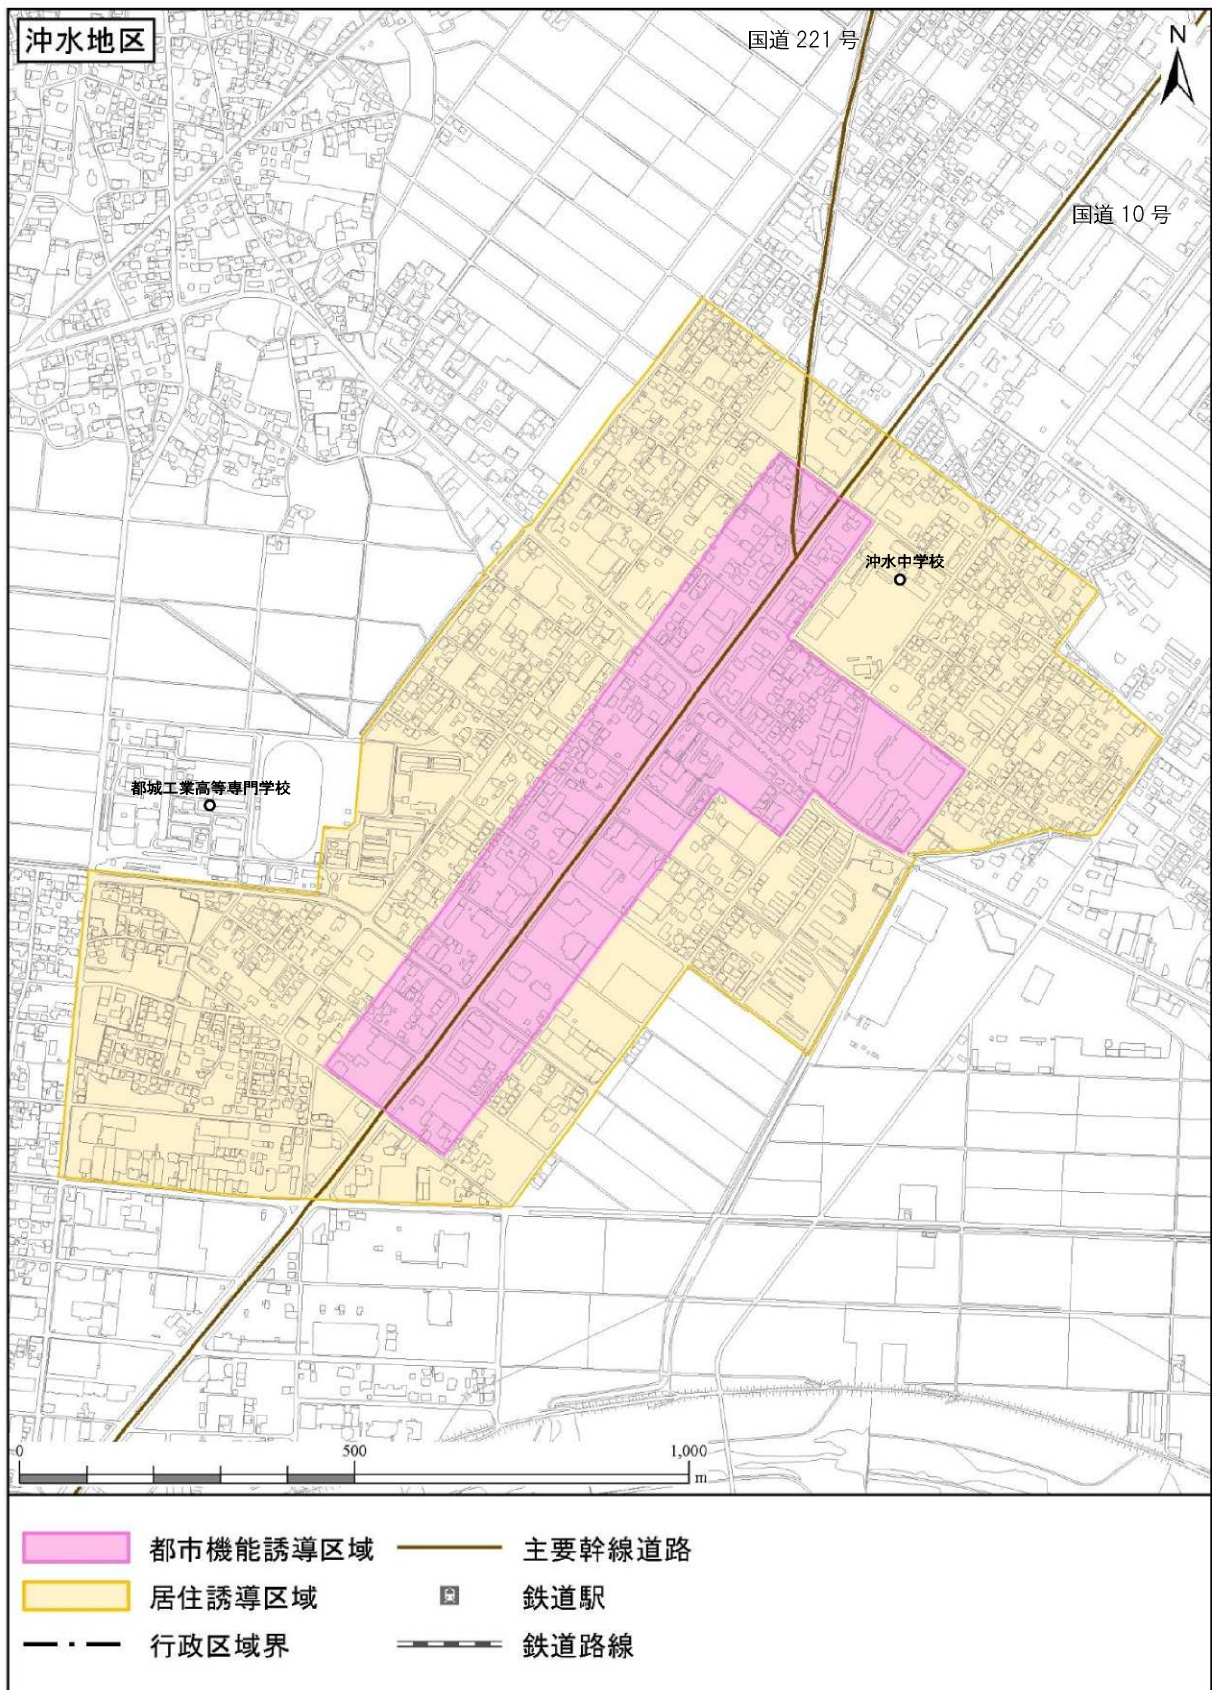 沖水地区
国道 221 号
N
国道 10 号
沖水中学校
都城工業高等専門学校
0 500 1,000
m
都市機能誘導区域 主要幹線道路
居住誘導区域 鉄道駅
行政区域界 鉄道路線